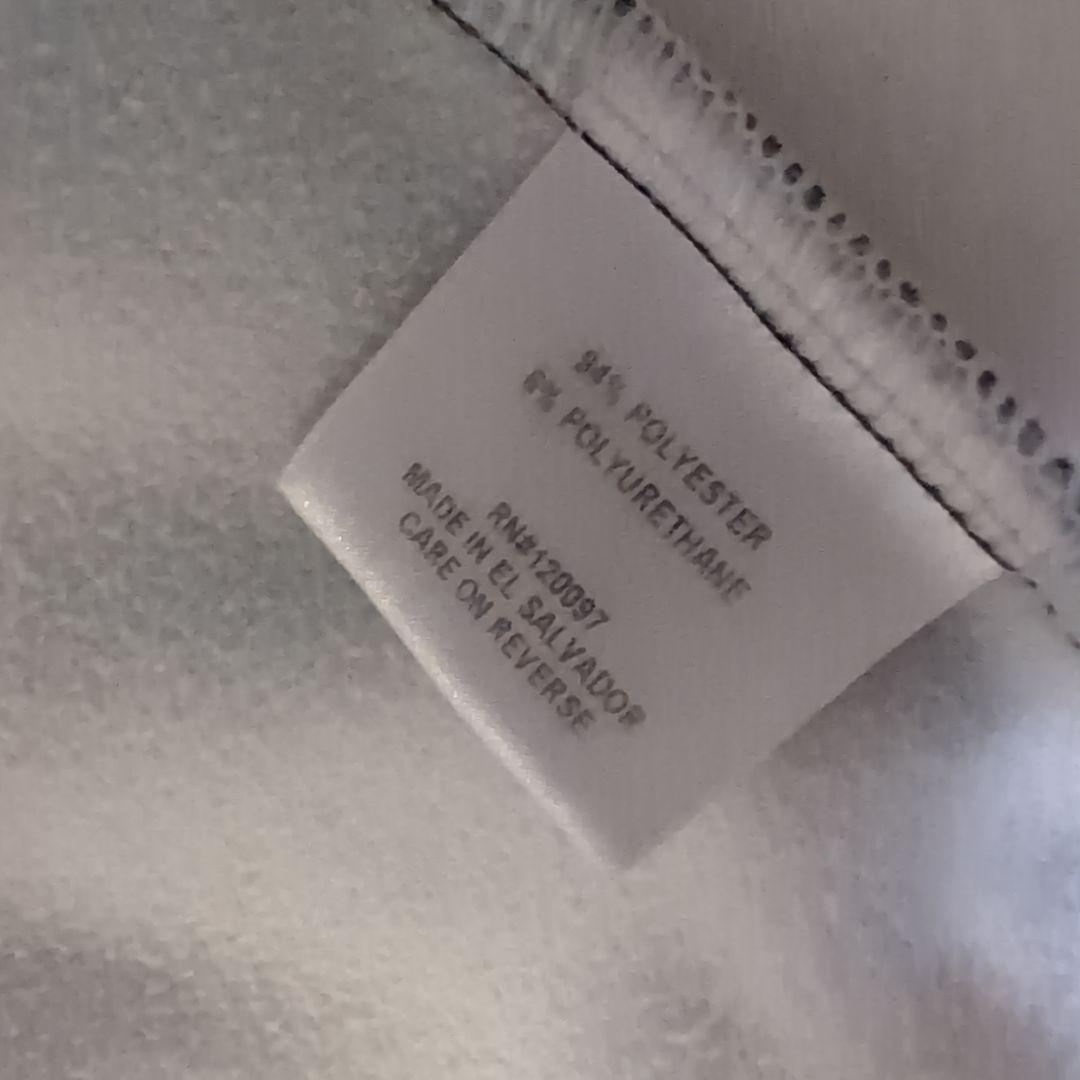 94% POLYESTER
6% POLYURETHANE
RN#120097
MADE IN EL SALVADOR
CARE ON REVERSE